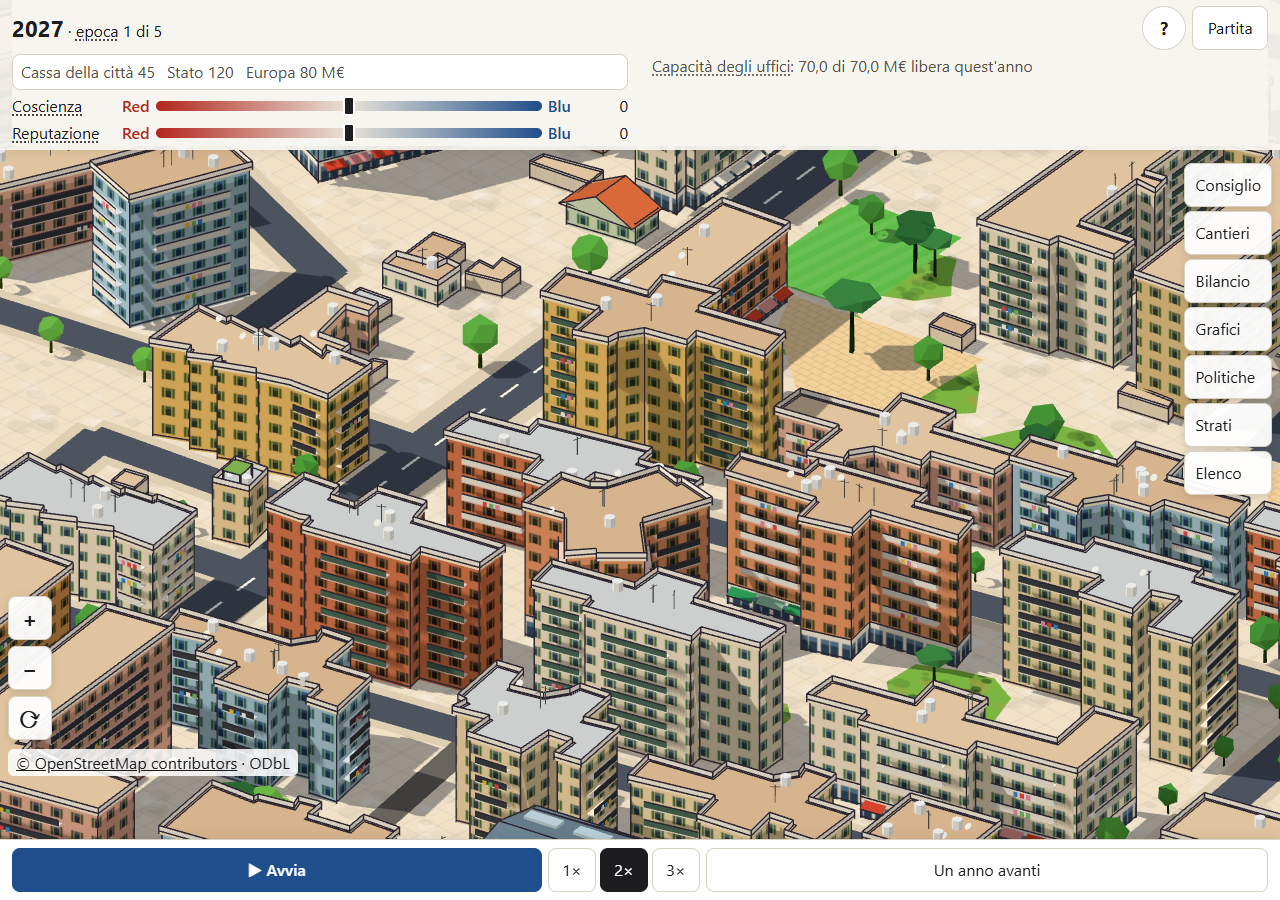 2027 · epoca 1 di 5
? Partita
Cassa della città 45 Stato 120 Europa 80 M€
Capacità degli uffici: 70,0 di 70,0 M€ libera quest'anno
Coscienza Red Blu 0
Reputazione Red Blu 0
Consiglio
Cantieri
Bilancio
Grafici
Politiche
Strati
Elenco
+
−
© OpenStreetMap contributors · ODbL
▶ Avvia 1× 2× 3× Un anno avanti